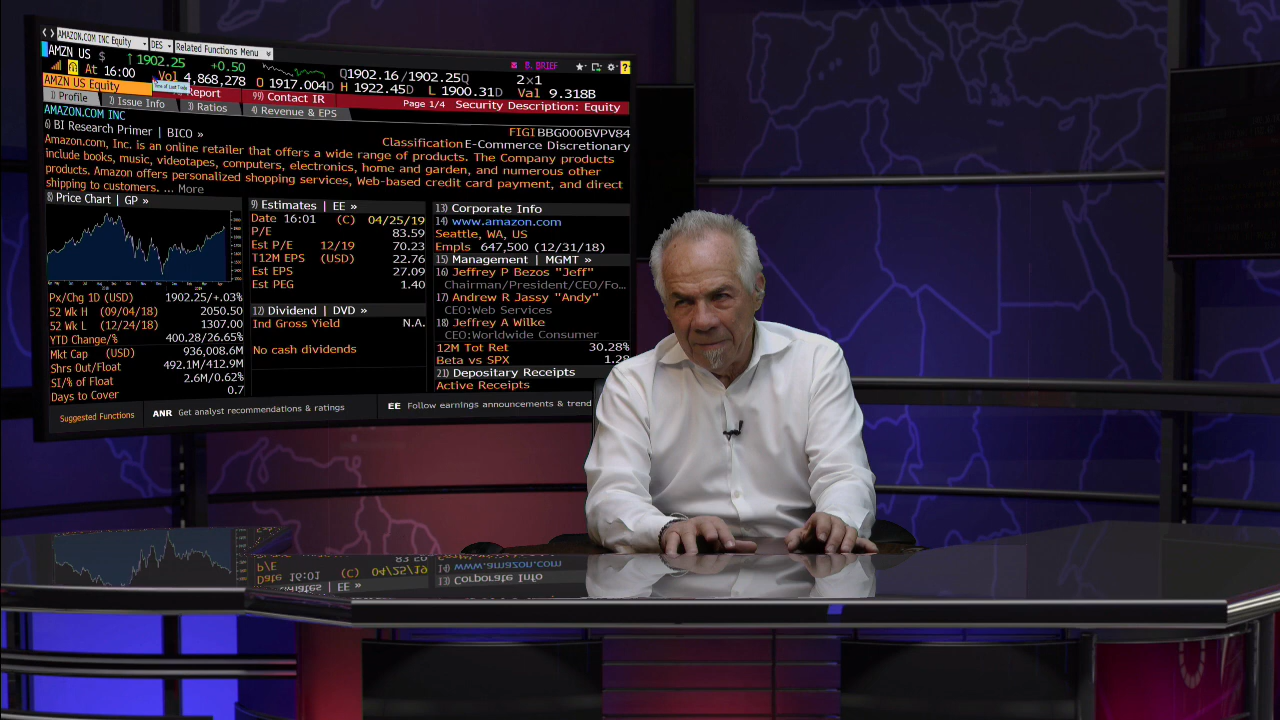 AMAZON.COM INC Equity DES Related Functions Menu
AMZN US $ ↑ 1902.25 +0.50 Q1902.16/1902.25Q 2×1 B. BRIEF
At 16:00 Vol 4,868,278 O 1917.004D H 1922.45D L 1900.31D Val 9.318B
AMZN US Equity Report 99) Contact IR Page 1/4 Security Description: Equity
Time of Last Trade
1) Profile 2) Issue Info 3) Ratios 4) Revenue & EPS
AMAZON.COM INC FIGI BBG000BVPV84
6) BI Research Primer | BICO » Classification E-Commerce Discretionary
Amazon.com, Inc. is an online retailer that offers a wide range of products. The Company products
include books, music, videotapes, computers, electronics, home and garden, and numerous other
products. Amazon offers personalized shopping services, Web-based credit card payment, and direct
shipping to customers. ... More
8) Price Chart | GP »
Px/Chg 1D (USD) 1902.25/+.03%
52 Wk H (09/04/18) 2050.50
52 Wk L (12/24/18) 1307.00
YTD Change/% 400.28/26.65%
Mkt Cap (USD) 936,008.6M
Shrs Out/Float 492.1M/412.9M
SI/% of Float 2.6M/0.62%
Days to Cover 0.7
9) Estimates | EE »
Date 16:01 (C) 04/25/19
P/E 83.59
Est P/E 12/19 70.23
T12M EPS (USD) 22.76
Est EPS 27.09
Est PEG 1.40
12) Dividend | DVD »
Ind Gross Yield N.A.
No cash dividends
13) Corporate Info
14) www.amazon.com
Seattle, WA, US
Empls 647,500 (12/31/18)
15) Management | MGMT »
16) Jeffrey P Bezos "Jeff"
Chairman/President/CEO/Fo...
17) Andrew R Jassy "Andy"
CEO:Web Services
18) Jeffrey A Wilke
CEO:Worldwide Consumer
12M Tot Ret 30.28%
Beta vs SPX 1.28
21) Depositary Receipts
Active Receipts
Suggested Functions ANR Get analyst recommendations & ratings EE Follow earnings announcements & trend